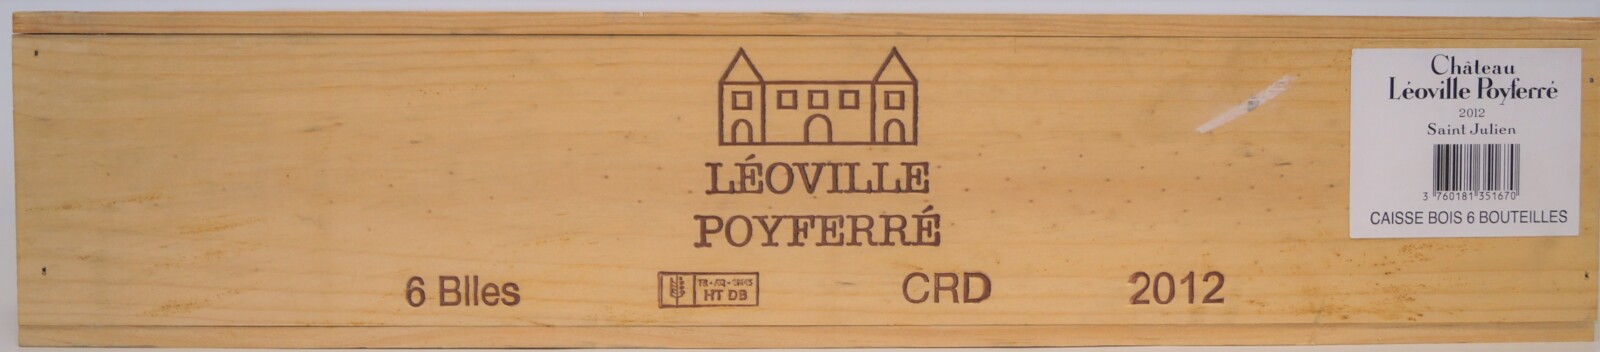 LÉOVILLE
POYFERRÉ
6 Blles
HT DB
CRD
2012
Château
Léoville Poyferré
2012
Saint Julien
3 760181 351670
CAISSE BOIS 6 BOUTEILLES